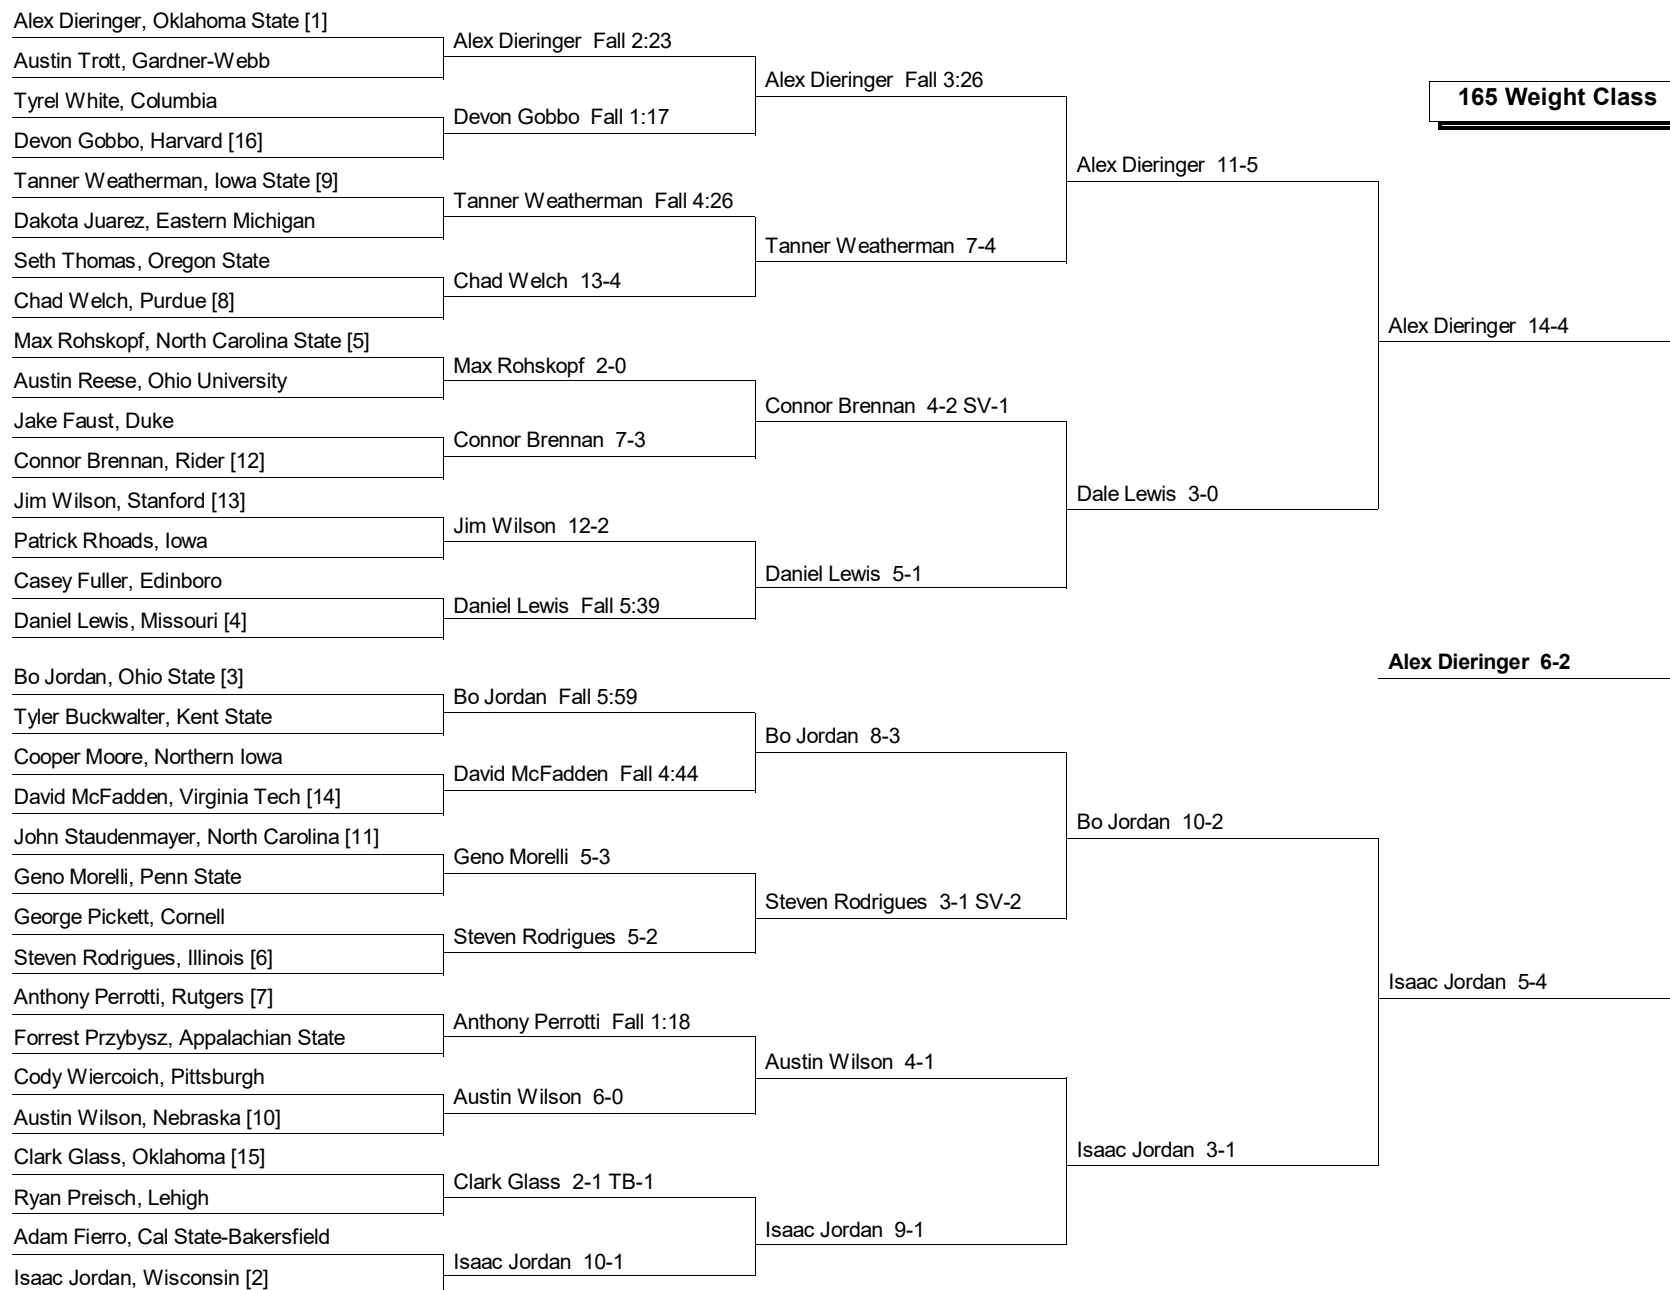 165 Weight Class
Alex Dieringer, Oklahoma State [1]
Austin Trott, Gardner-Webb
Tyrel White, Columbia
Devon Gobbo, Harvard [16]
Tanner Weatherman, Iowa State [9]
Dakota Juarez, Eastern Michigan
Seth Thomas, Oregon State
Chad Welch, Purdue [8]
Max Rohskopf, North Carolina State [5]
Austin Reese, Ohio University
Jake Faust, Duke
Connor Brennan, Rider [12]
Jim Wilson, Stanford [13]
Patrick Rhoads, Iowa
Casey Fuller, Edinboro
Daniel Lewis, Missouri [4]
Bo Jordan, Ohio State [3]
Tyler Buckwalter, Kent State
Cooper Moore, Northern Iowa
David McFadden, Virginia Tech [14]
John Staudenmayer, North Carolina [11]
Geno Morelli, Penn State
George Pickett, Cornell
Steven Rodrigues, Illinois [6]
Anthony Perrotti, Rutgers [7]
Forrest Przybysz, Appalachian State
Cody Wiercoich, Pittsburgh
Austin Wilson, Nebraska [10]
Clark Glass, Oklahoma [15]
Ryan Preisch, Lehigh
Adam Fierro, Cal State-Bakersfield
Isaac Jordan, Wisconsin [2]
Alex Dieringer Fall 2:23
Devon Gobbo Fall 1:17
Tanner Weatherman Fall 4:26
Chad Welch 13-4
Max Rohskopf 2-0
Connor Brennan 7-3
Jim Wilson 12-2
Daniel Lewis Fall 5:39
Bo Jordan Fall 5:59
David McFadden Fall 4:44
Geno Morelli 5-3
Steven Rodrigues 5-2
Anthony Perrotti Fall 1:18
Austin Wilson 6-0
Clark Glass 2-1 TB-1
Isaac Jordan 10-1
Alex Dieringer Fall 3:26
Tanner Weatherman 7-4
Connor Brennan 4-2 SV-1
Daniel Lewis 5-1
Bo Jordan 8-3
Steven Rodrigues 3-1 SV-2
Austin Wilson 4-1
Isaac Jordan 9-1
Alex Dieringer 11-5
Dale Lewis 3-0
Bo Jordan 10-2
Isaac Jordan 3-1
Alex Dieringer 14-4
Isaac Jordan 5-4
Alex Dieringer 6-2